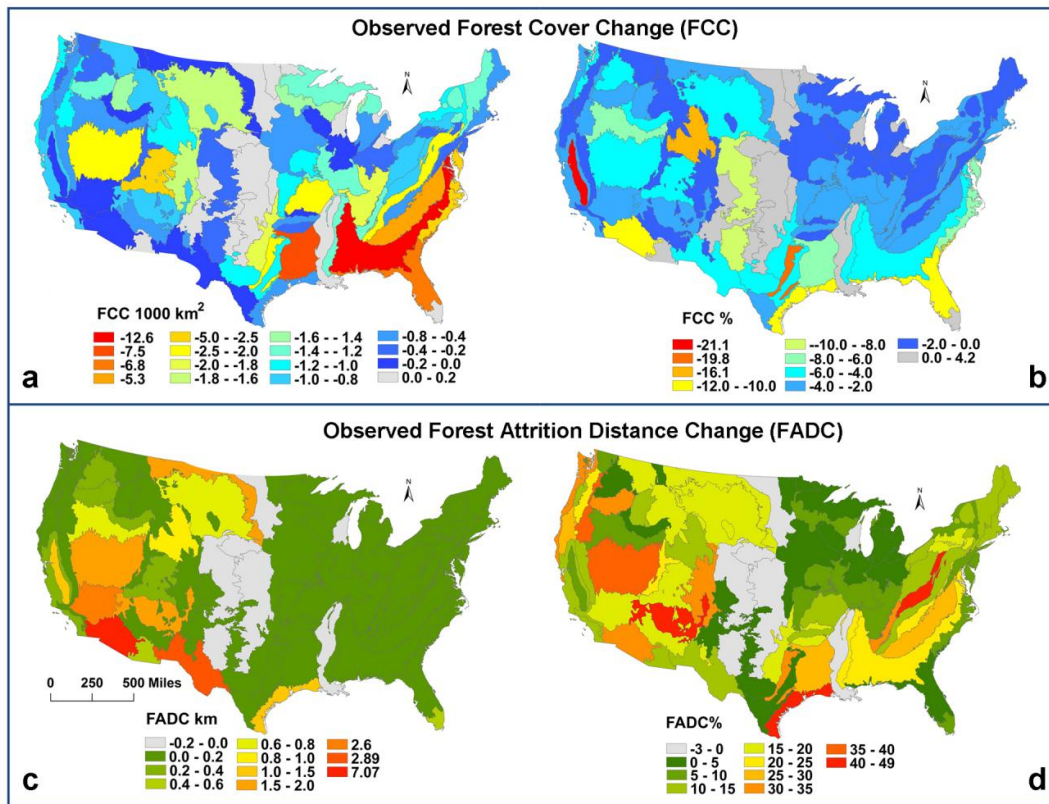 Observed Forest Cover Change (FCC)
N
N
FCC 1000 km²
-12.6
-7.5
-6.8
-5.3
-5.0 - -2.5
-2.5 - -2.0
-2.0 - -1.8
-1.8 - -1.6
-1.6 - -1.4
-1.4 - -1.2
-1.2 - -1.0
-1.0 - -0.8
-0.8 - -0.4
-0.4 - -0.2
-0.2 - -0.0
0.0 - 0.2
a
FCC %
-21.1
-19.8
-16.1
-12.0 - -10.0
--10.0 - -8.0
-8.0 - -6.0
-6.0 - -4.0
-4.0 - -2.0
-2.0 - 0.0
0.0 - 4.2
b
Observed Forest Attrition Distance Change (FADC)
N
N
0 250 500 Miles
FADC km
-0.2 - 0.0
0.0 - 0.2
0.2 - 0.4
0.4 - 0.6
0.6 - 0.8
0.8 - 1.0
1.0 - 1.5
1.5 - 2.0
2.6
2.89
7.07
c
FADC%
-3 - 0
0 - 5
5 - 10
10 - 15
15 - 20
20 - 25
25 - 30
30 - 35
35 - 40
40 - 49
d